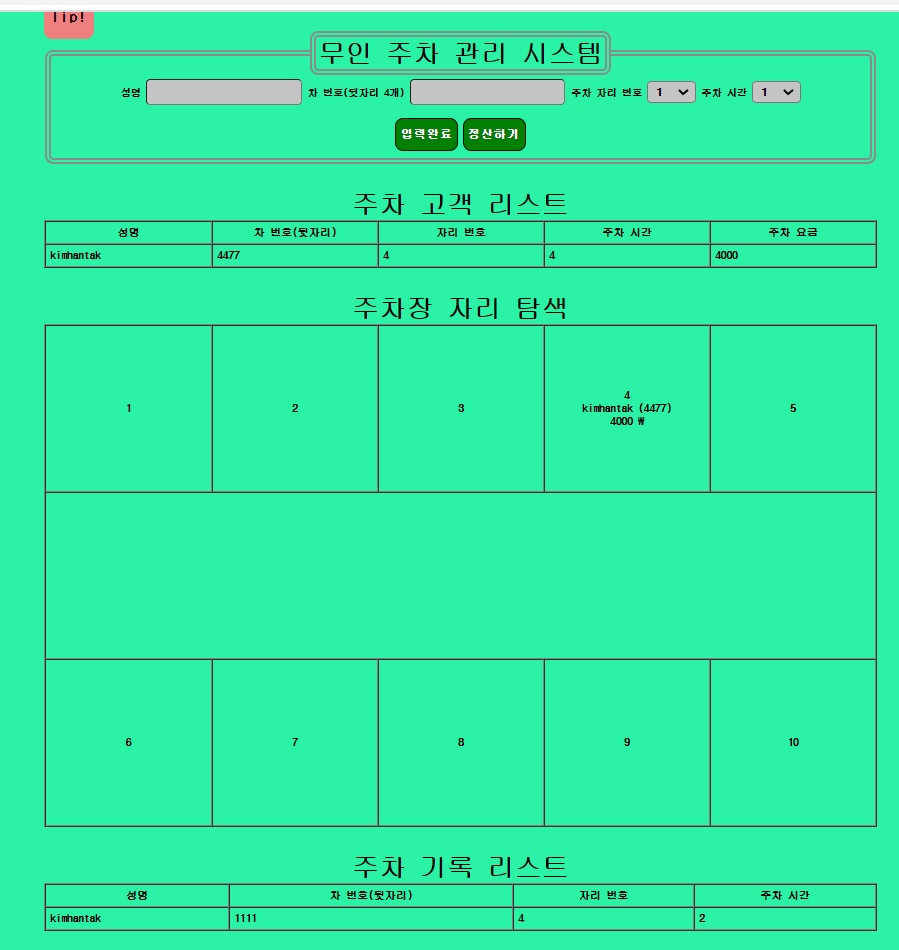 Tip!
무인 주차 관리 시스템
성명 차 번호(뒷자리 4개) 주차 자리 번호 1 주차 시간 1
입력완료 정산하기
주차 고객 리스트
성명 차 번호(뒷자리) 자리 번호 주차 시간 주차 요금
kimhantak 4477 4 4 4000
주차장 자리 탐색
1 2 3 4 5
kimhantak (4477)
4000 ₩
6 7 8 9 10
주차 기록 리스트
성명 차 번호(뒷자리) 자리 번호 주차 시간
kimhantak 1111 4 2